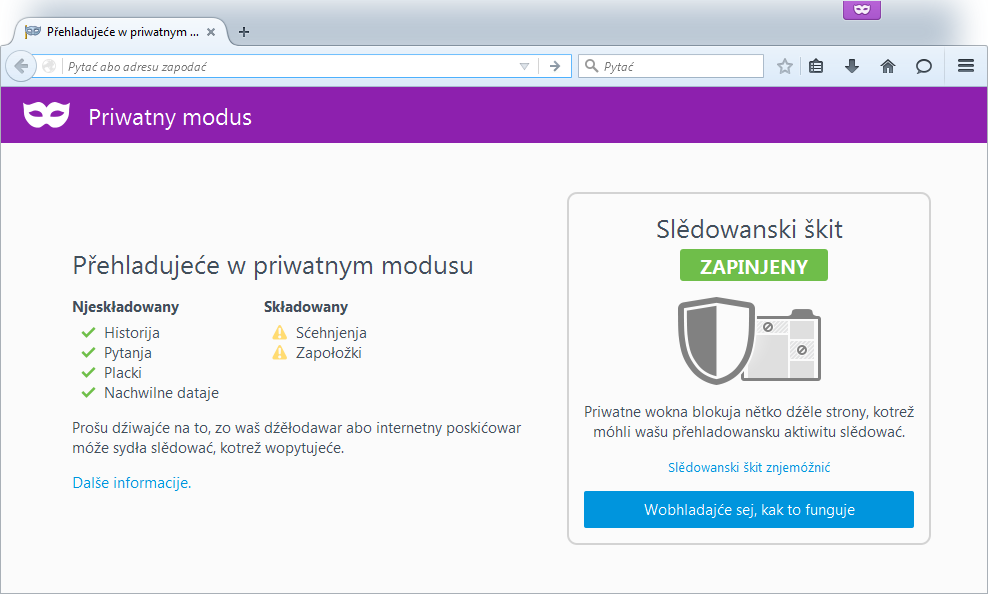 Přehladujeće w priwatnym ...
Pytać abo adresu zapodać
Pytać
Priwatny modus
Přehladujeće w priwatnym modusu
Njeskładowany
Historija
Pytanja
Placki
Nachwilne dataje
Składowany
Sćehnjenja
Zapołožki
Prošu dźiwajće na to, zo waš dźěłodawar abo internetny poskićowar
móže sydła slědować, kotrež wopytujeće.
Dalše informacije.
Slědowanski škit
ZAPINJENY
Priwatne wokna blokuja nětko dźěle strony, kotrež
móhli wašu přehladowansku aktiwitu slědować.
Slědowanski škit znjemóžnić
Wobhladajće sej, kak to funguje